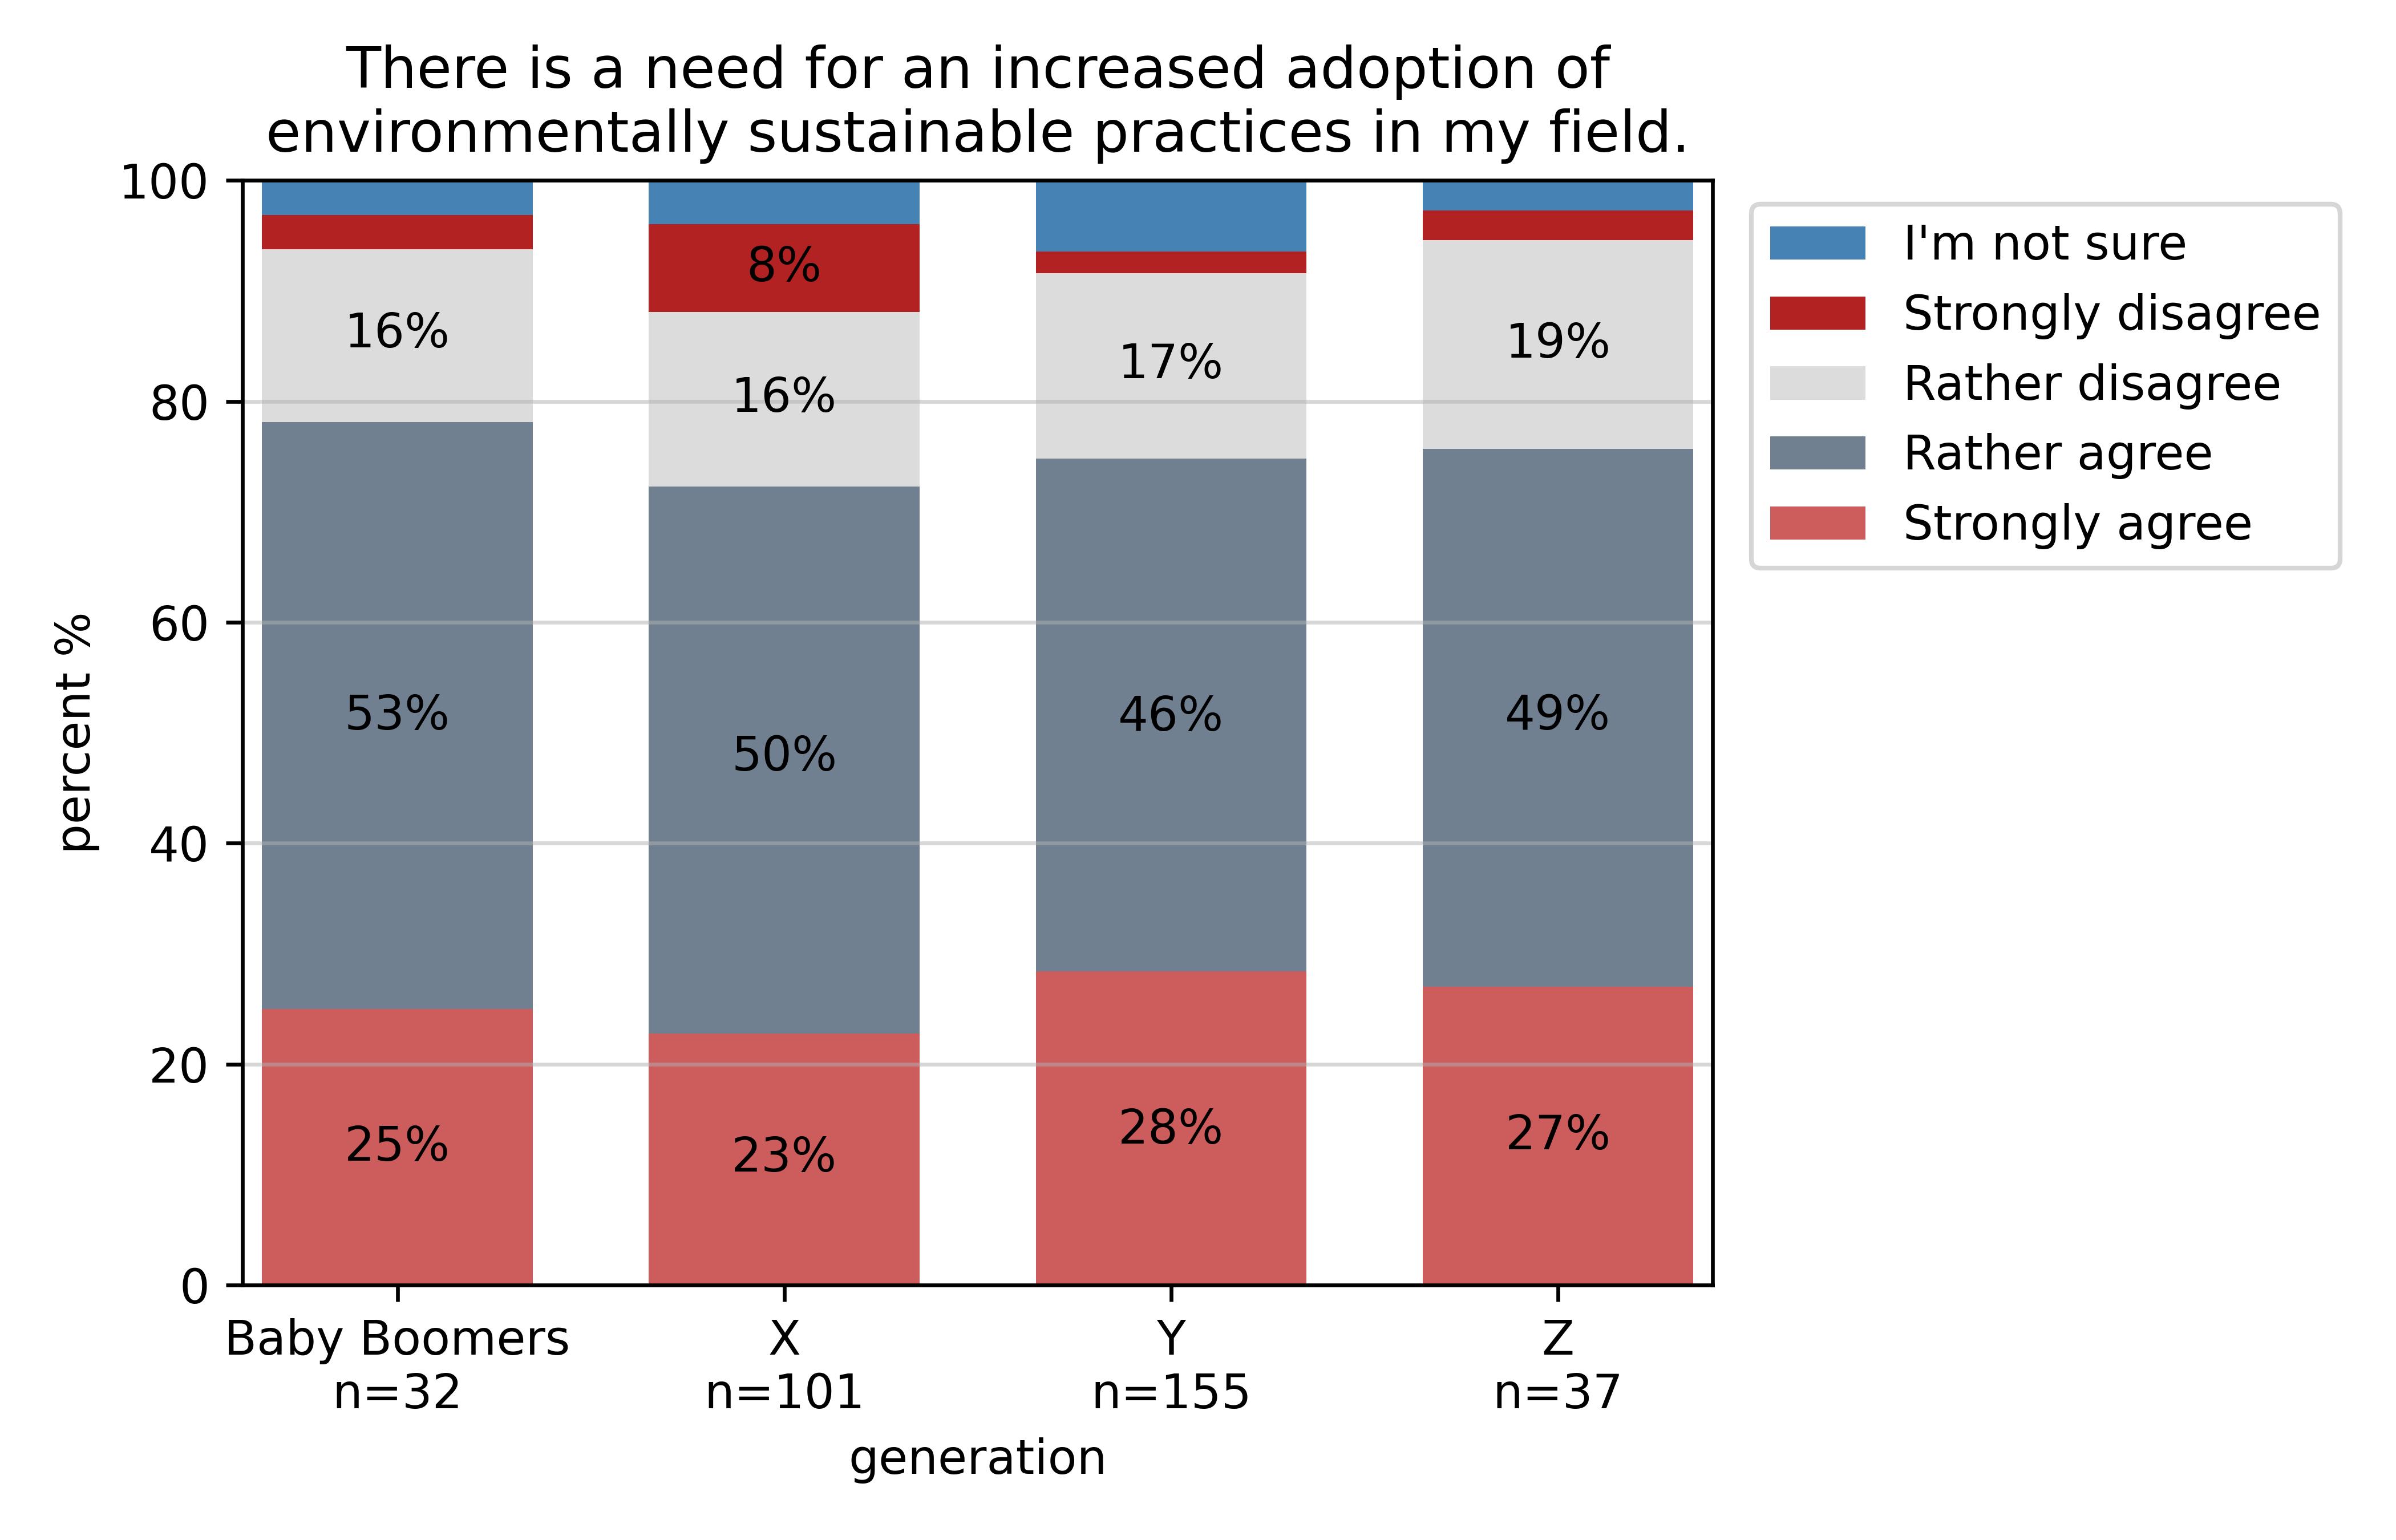 There is a need for an increased adoption of
environmentally sustainable practices in my field.
percent %
100
80
60
40
20
0
16%
53%
25%
8%
16%
50%
23%
17%
46%
28%
19%
49%
27%
Baby Boomers
n=32
X
n=101
Y
n=155
Z
n=37
generation
I'm not sure
Strongly disagree
Rather disagree
Rather agree
Strongly agree